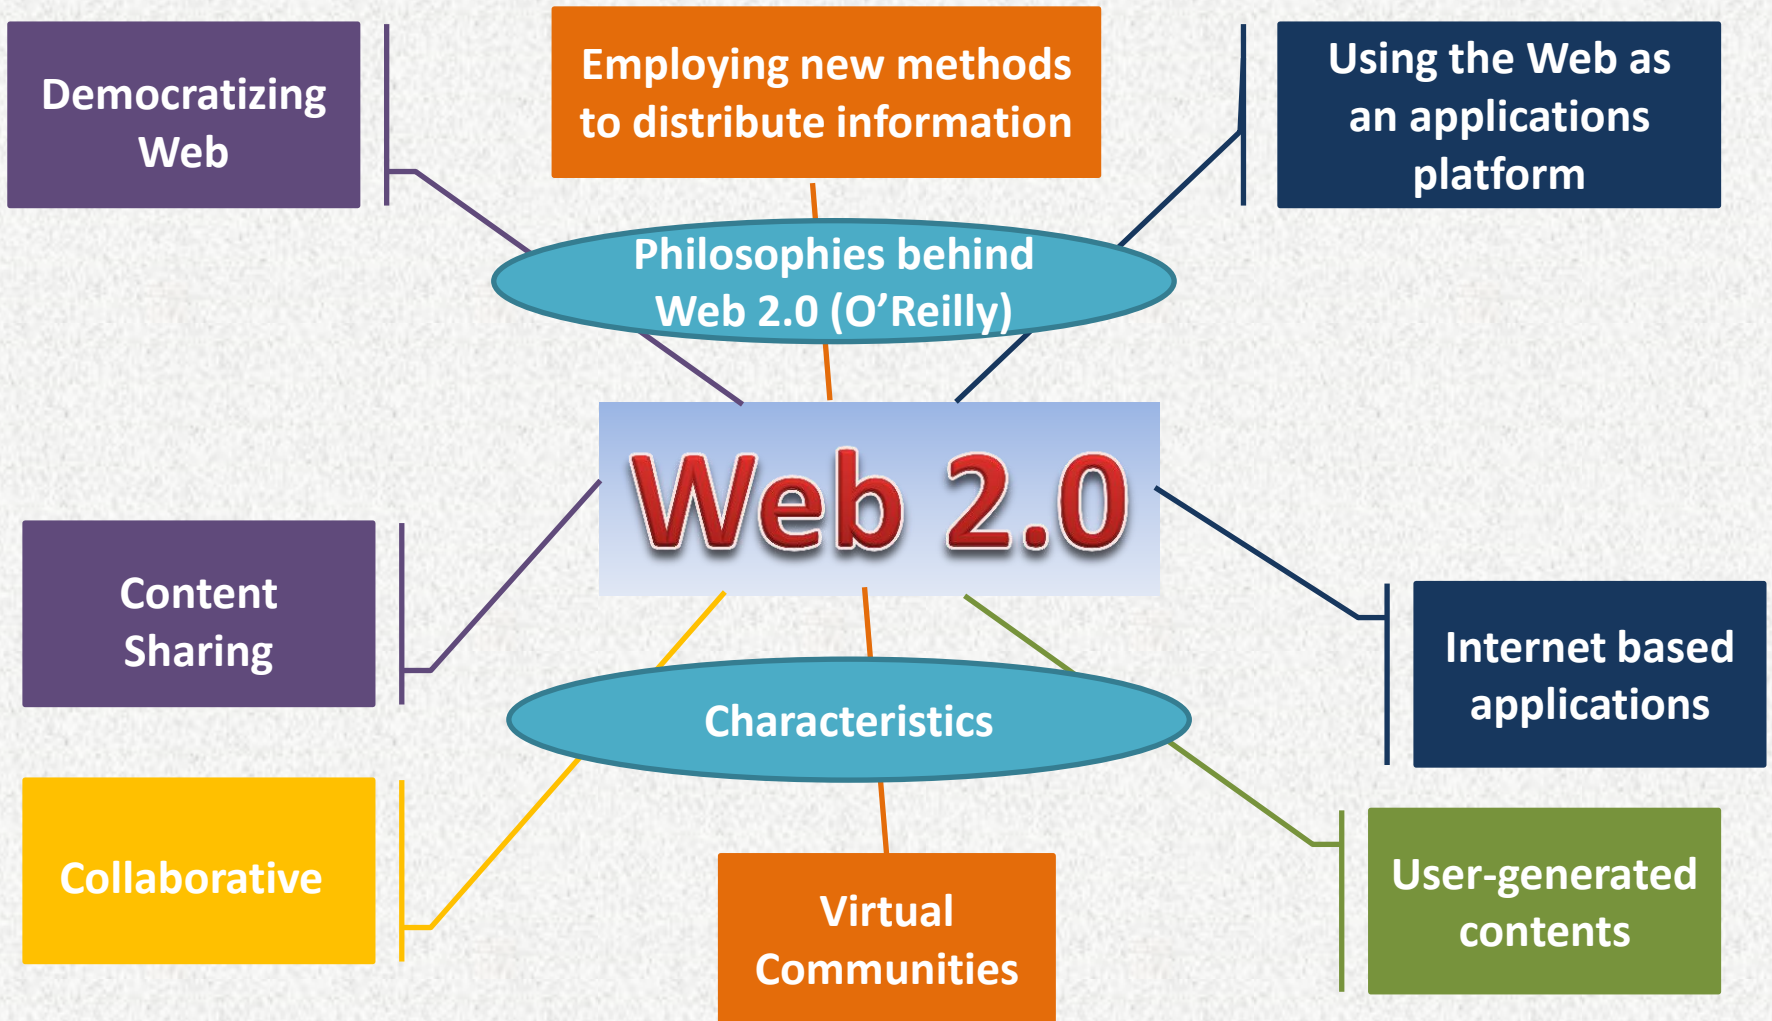 Democratizing
Web
Employing new methods
to distribute information
Using the Web as
an applications
platform
Philosophies behind
Web 2.0 (O’Reilly)
Web 2.0
Content
Sharing
Internet based
applications
Characteristics
Collaborative
Virtual
Communities
User-generated
contents